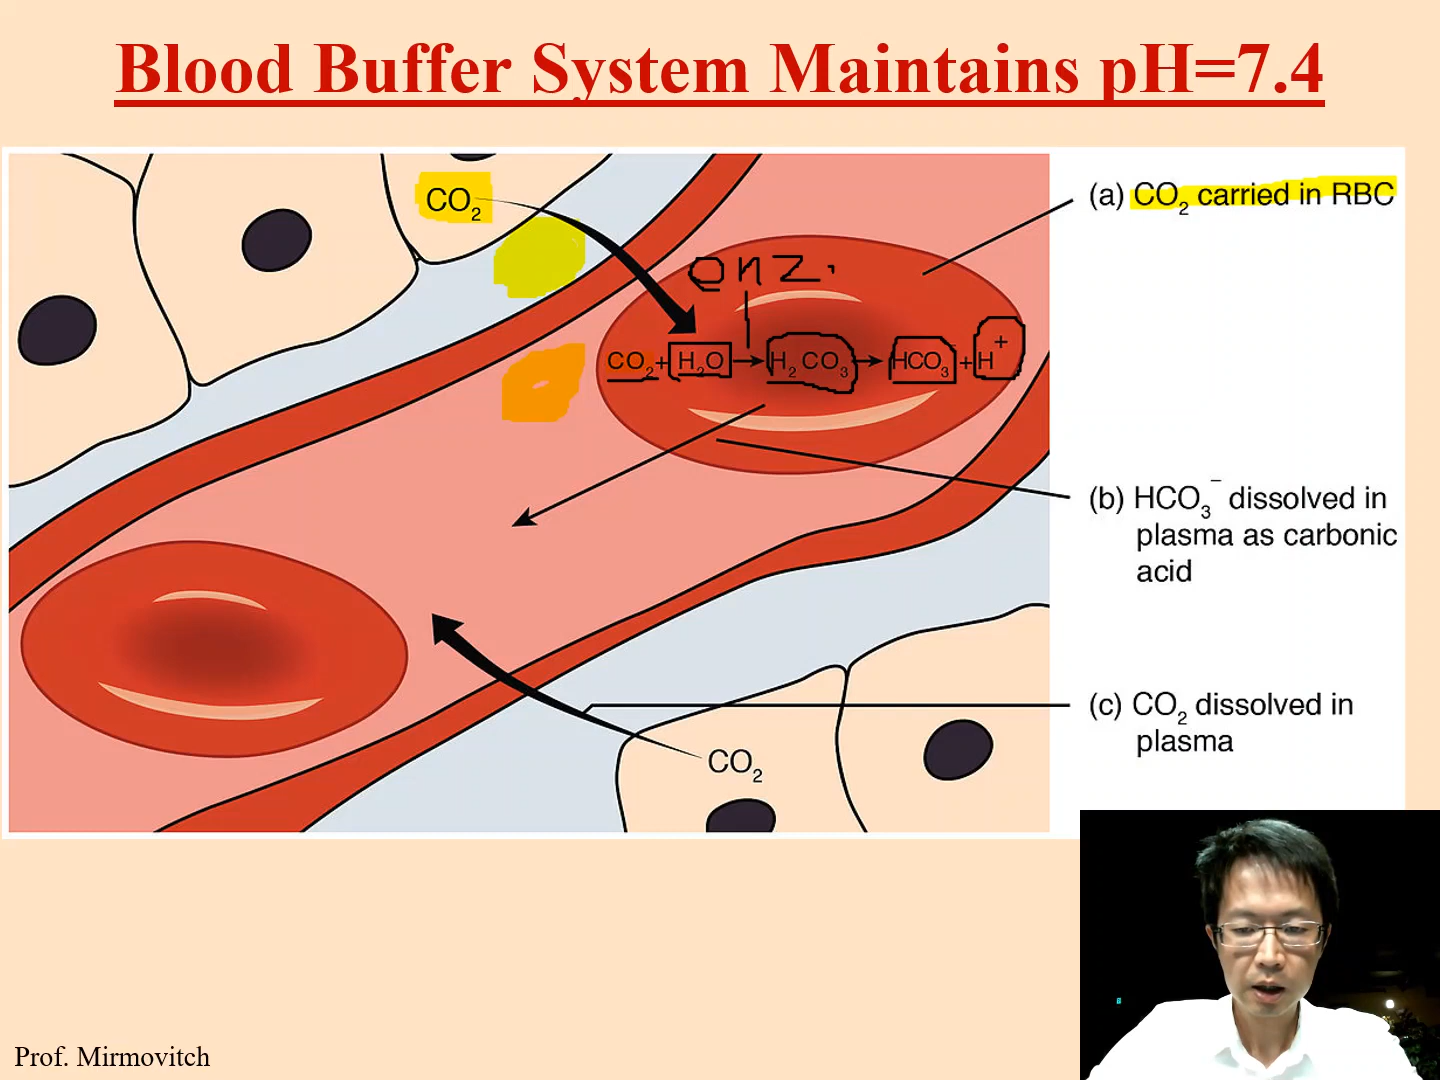 Blood Buffer System Maintains pH=7.4
CO2
(a) CO2 carried in RBC
enz.
CO2+H2O→H2CO3→HCO3+H+
(b) HCO3− dissolved in
plasma as carbonic
acid
(c) CO2 dissolved in
plasma
CO2
Prof. Mirmovitch